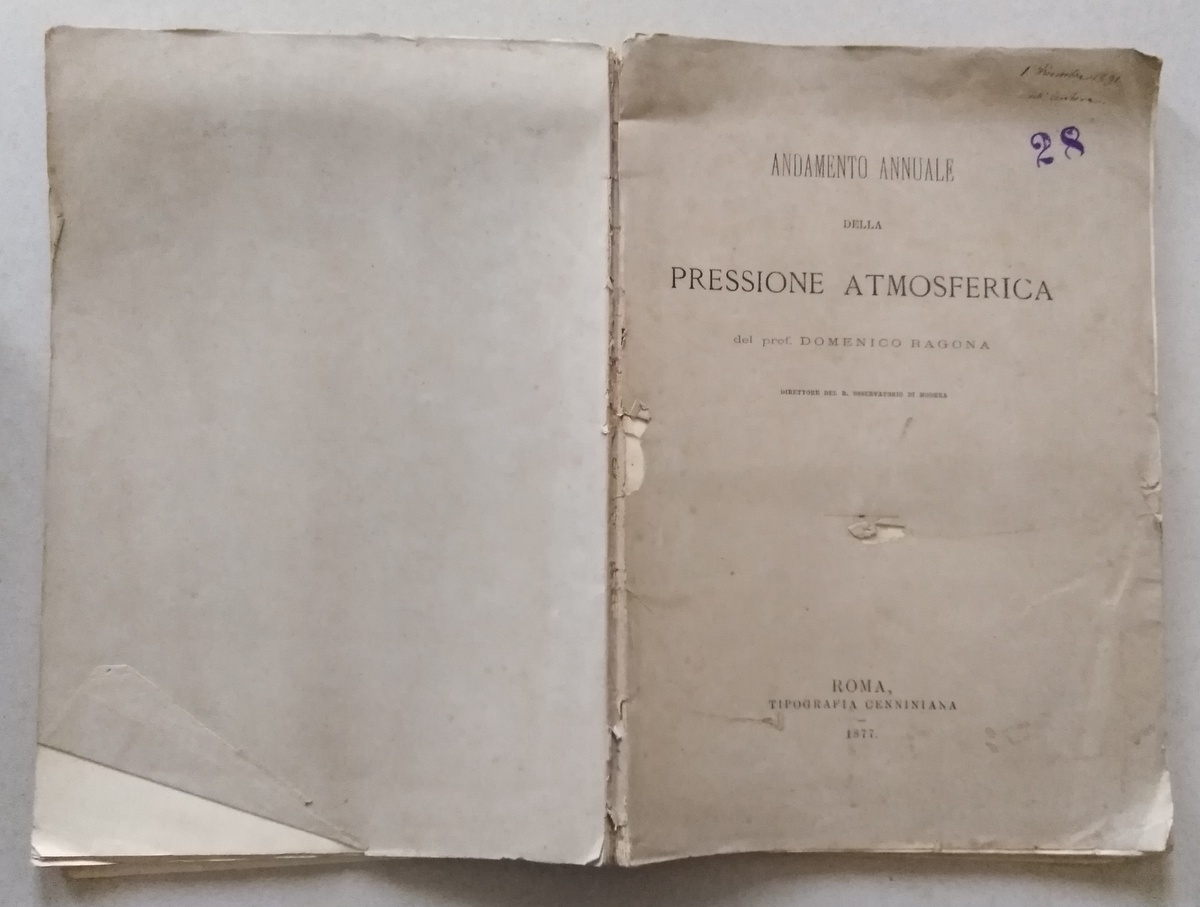 28
ANDAMENTO ANNUALE
DELLA
PRESSIONE ATMOSFERICA
del prof. DOMENICO RAGONA
DIRETTORE DEL R. OSSERVATORIO DI MODENA
ROMA,
TIPOGRAFIA CENNINIANA
1877.